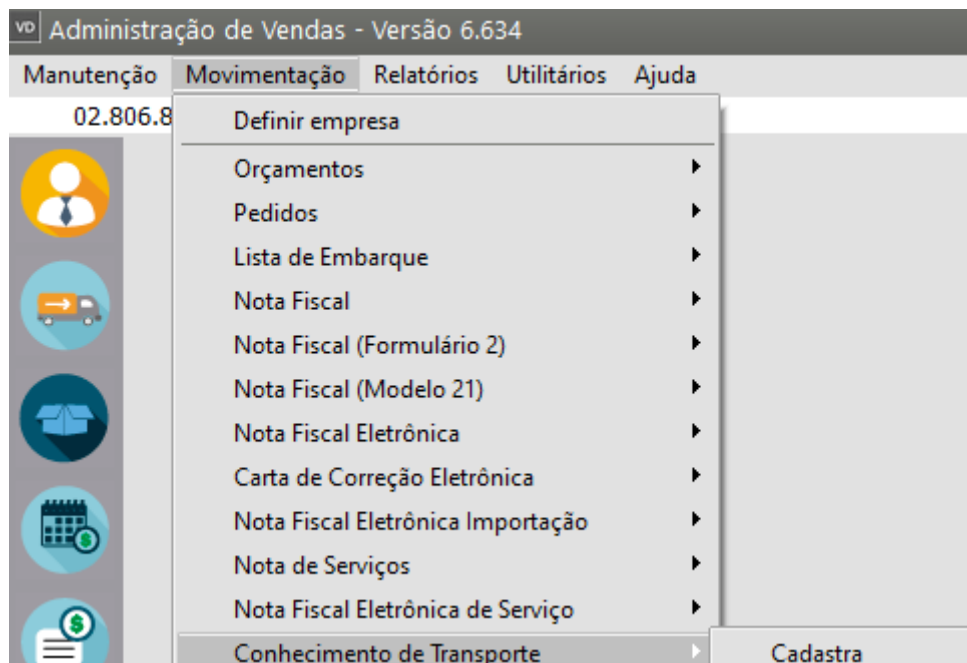 VD Administração de Vendas - Versão 6.634
Manutenção Movimentação Relatórios Utilitários Ajuda
02.806.8
Definir empresa
Orçamentos
Pedidos
Lista de Embarque
Nota Fiscal
Nota Fiscal (Formulário 2)
Nota Fiscal (Modelo 21)
Nota Fiscal Eletrônica
Carta de Correção Eletrônica
Nota Fiscal Eletrônica Importação
Nota de Serviços
Nota Fiscal Eletrônica de Serviço
Conhecimento de Transporte Cadastra